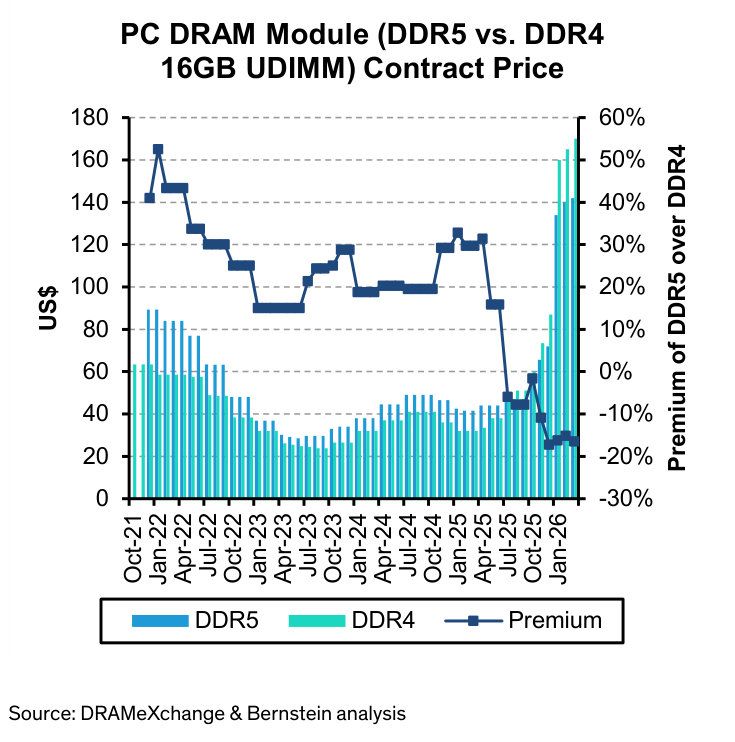 PC DRAM Module (DDR5 vs. DDR4
16GB UDIMM) Contract Price
US$
180
160
140
120
100
80
60
40
20
0
60%
50%
40%
30%
20%
10%
0%
-10%
-20%
-30%
Premium of DDR5 over DDR4
Oct-21
Jan-22
Apr-22
Jul-22
Oct-22
Jan-23
Apr-23
Jul-23
Oct-23
Jan-24
Apr-24
Jul-24
Oct-24
Jan-25
Apr-25
Jul-25
Oct-25
Jan-26
DDR5
DDR4
Premium
Source: DRAMeXchange & Bernstein analysis